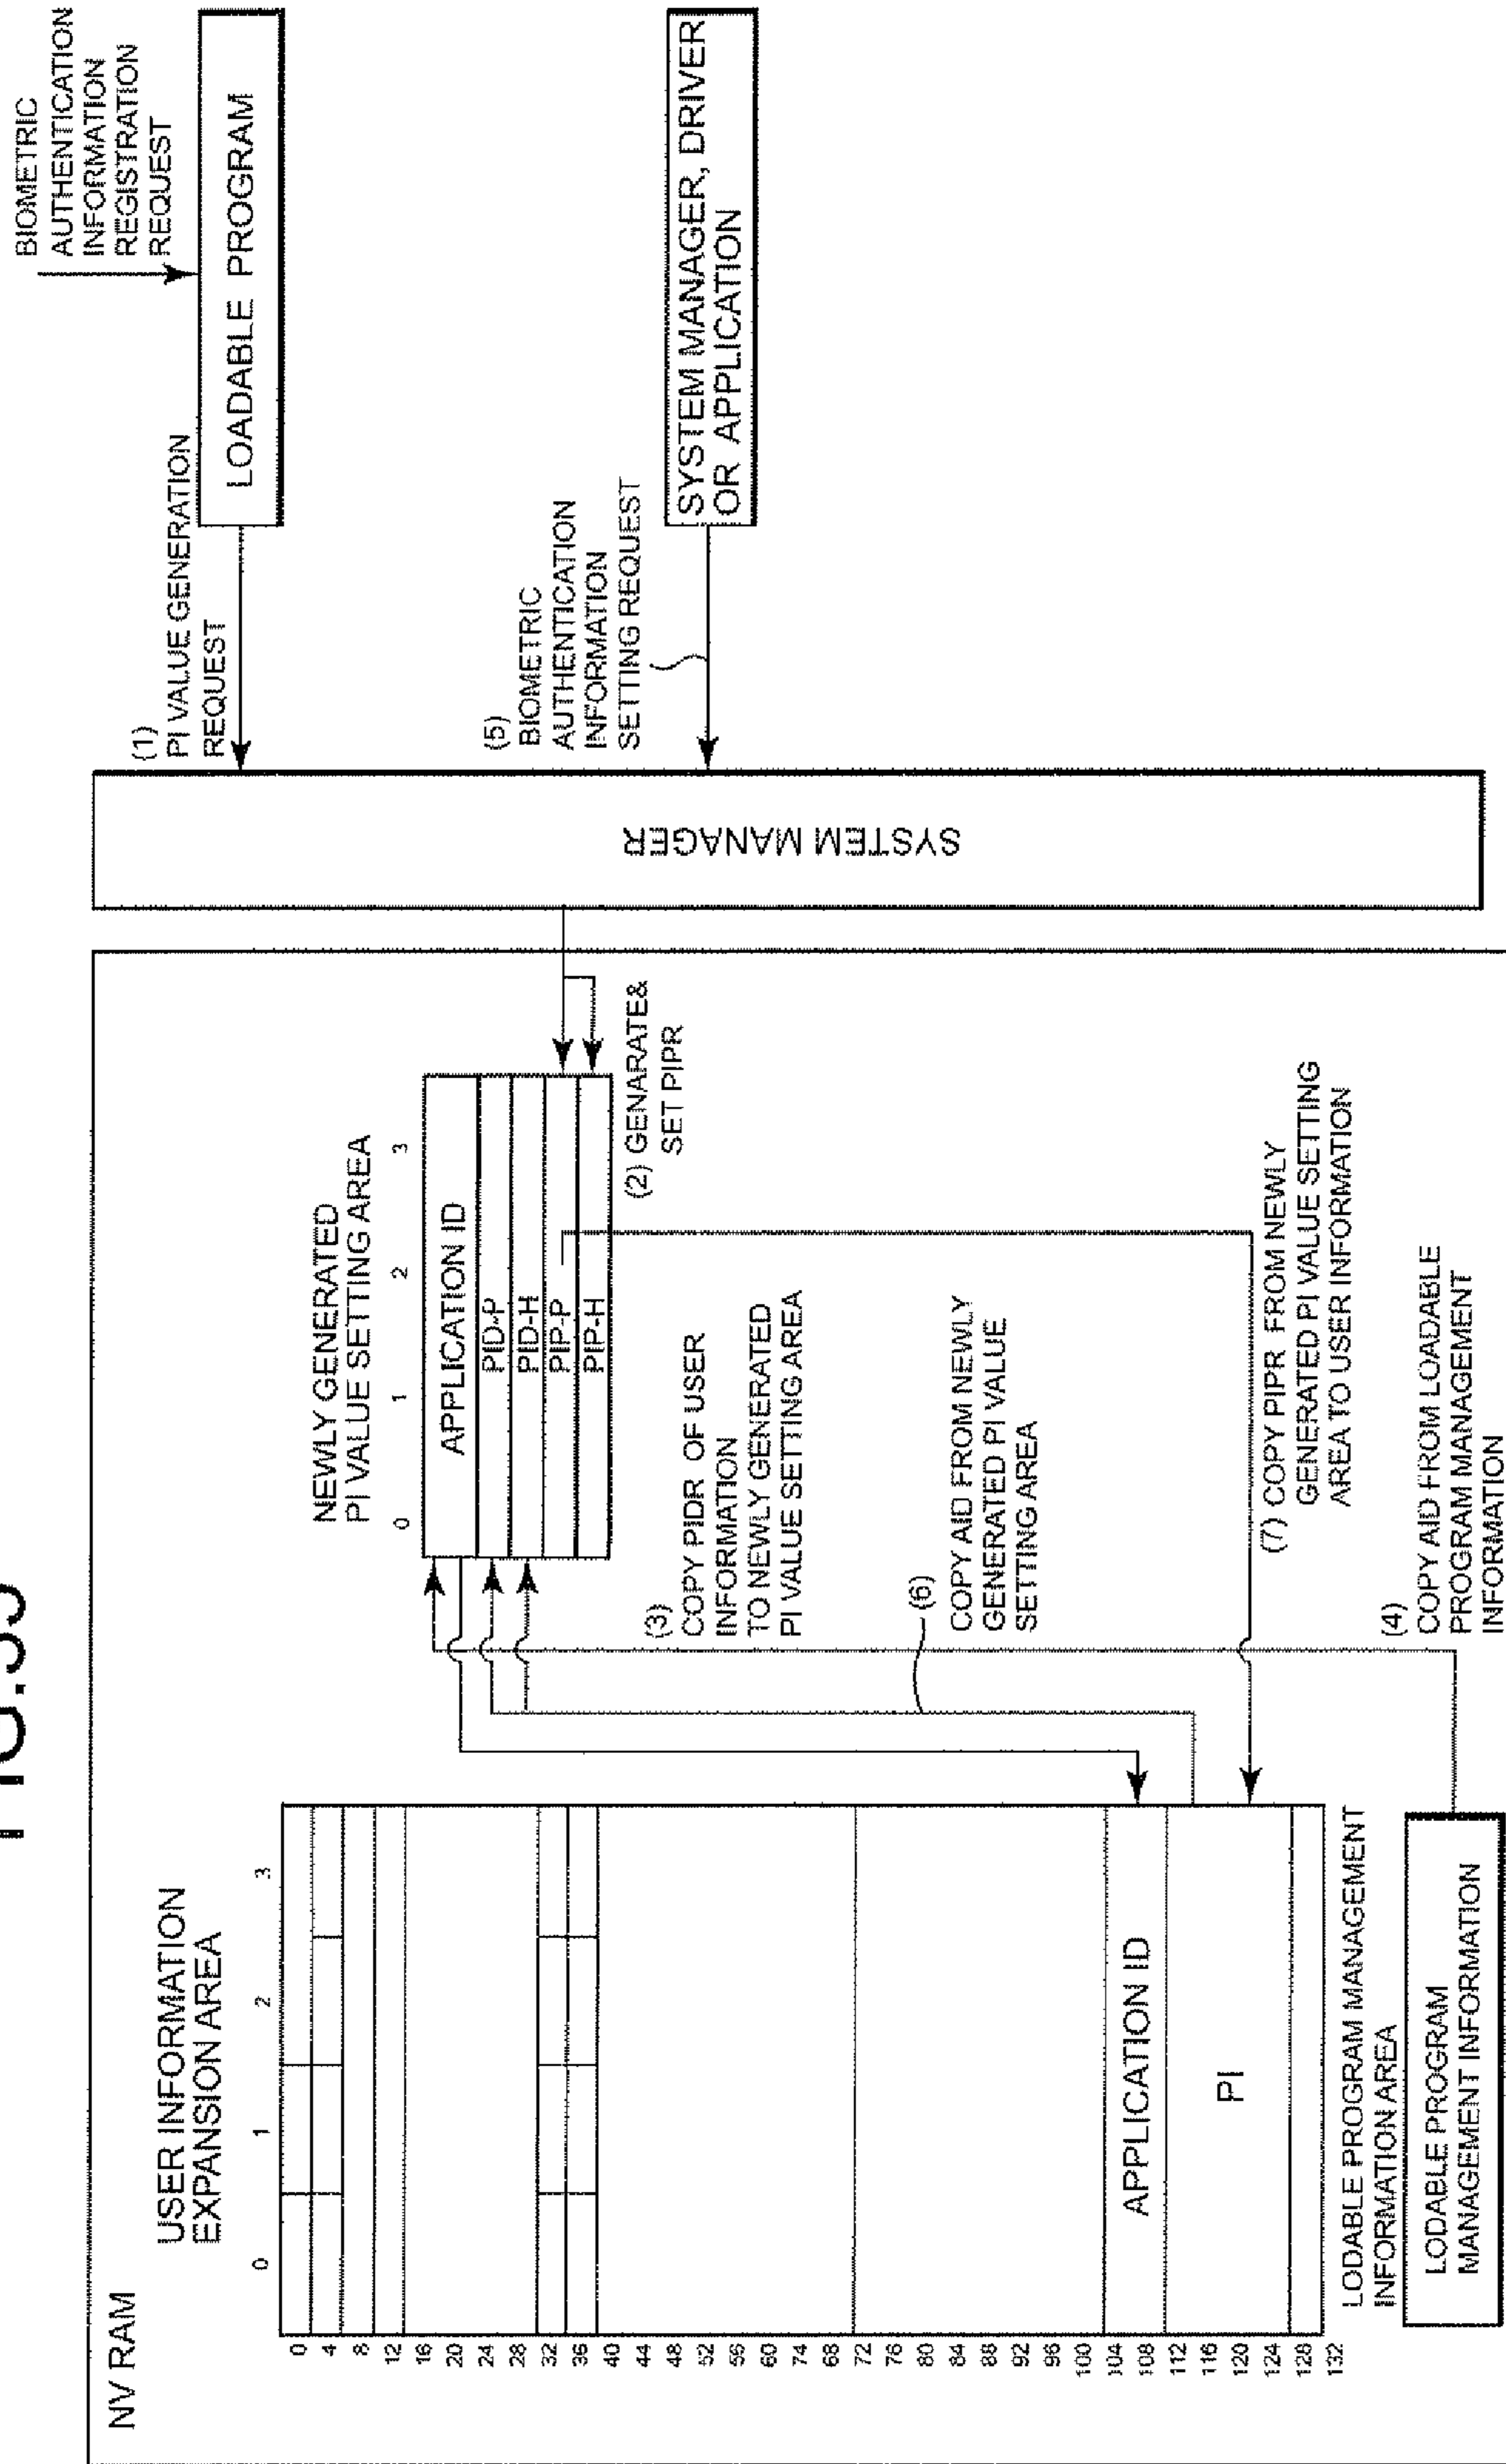 NV RAM
USER INFORMATION
EXPANSION AREA
0 1 2 3
0
4
8
12
16
20
24
28
32
36
40
44
48
52
56
60
74
68
72
76
80
84
88
92
96
100
104
108
112
116
120
124
128
132
APPLICATION ID
PI
LODABLE PROGRAM MANAGEMENT
INFORMATION AREA
LODABLE PROGRAM
MANAGEMENT INFORMATION
NEWLY GENERATED
PI VALUE SETTING AREA
0 1 2 3
APPLICATION ID
PID-P
PID-H
PIP-P
PIP-H
(2) GENARATE&
SET PIPR
(3)
COPY PIDR OF USER
INFORMATION
TO NEWLY GENERATED
PI VALUE SETTING AREA
(6)
COPY AID FROM NEWLY
GENERATED PI VALUE
SETTING AREA
(7) COPY PIPR FROM NEWLY
GENERATED PI VALUE SETTING
AREA TO USER INFORMATION
(4)
COPY AID FROM LOADABLE
PROGRAM MANAGEMENT
INFORMATION
SYSTEM MANAGER
(1)
PI VALUE GENERATION
REQUEST
(5)
BIOMETRIC
AUTHENTICATION
INFORMATION
SETTING REQUEST
BIOMETRIC
AUTHENTICATION
INFORMATION
REGISTRATION
REQUEST
LOADABLE PROGRAM
SYSTEM MANAGER, DRIVER
OR APPLICATION